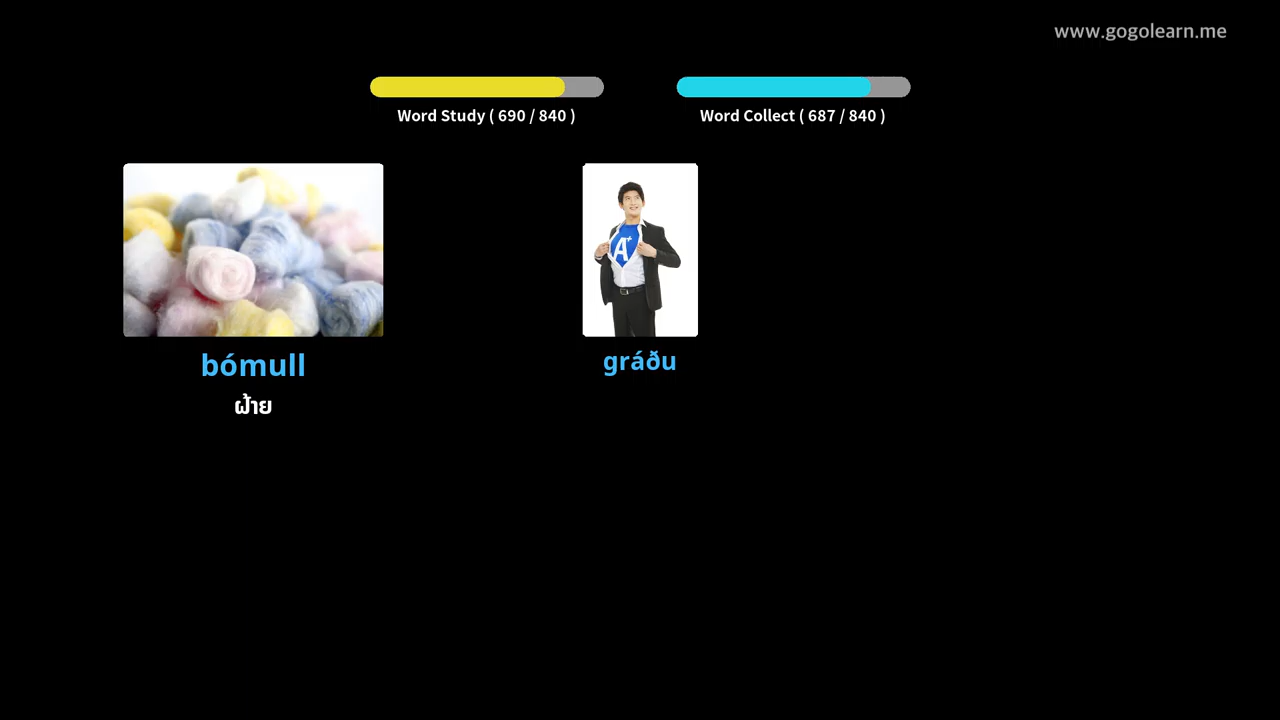 www.gogolearn.me
Word Study ( 690 / 840 )
Word Collect ( 687 / 840 )
A+
bómull
gráðu
ฝ้าย